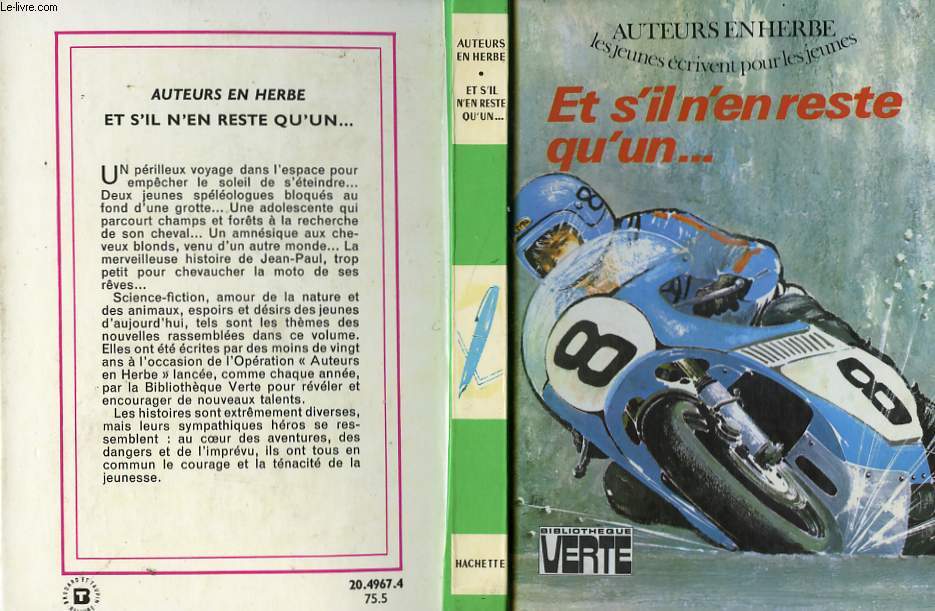 Le-livre.com
AUTEURS EN HERBE
ET S'IL N'EN RESTE QU'UN...
UN périlleux voyage dans l'espace pour
empêcher le soleil de s'éteindre...
Deux jeunes spéléologues bloqués au
fond d'une grotte... Une adolescente qui
parcourt champs et forêts à la recherche
de son cheval... Un amnésique aux che-
veux blonds, venu d'un autre monde... La
merveilleuse histoire de Jean-Paul, trop
petit pour chevaucher la moto de ses
rêves...
Science-fiction, amour de la nature et
des animaux, espoirs et désirs des jeunes
d'aujourd'hui, tels sont les thèmes des
nouvelles rassemblées dans ce volume.
Elles ont été écrites par des moins de vingt
ans à l'occasion de l'Opération « Auteurs
en Herbe » lancée, comme chaque année,
par la Bibliothèque Verte pour révéler et
encourager de nouveaux talents.
Les histoires sont extrêmement diverses,
mais leurs sympathiques héros se res-
semblent : au cœur des aventures, des
dangers et de l'imprévu, ils ont tous en
commun le courage et la ténacité de la
jeunesse.
BRODARD ET TAUPIN
20.4967.4
75.5
AUTEURS
EN HERBE
•
ET S'IL
N'EN RESTE
QU'UN...
HACHETTE
AUTEURS EN HERBE
les jeunes écrivent pour les jeunes
Et s'il n'en reste
qu'un...
8
8
8
BIBLIOTHEQUE
VERTE